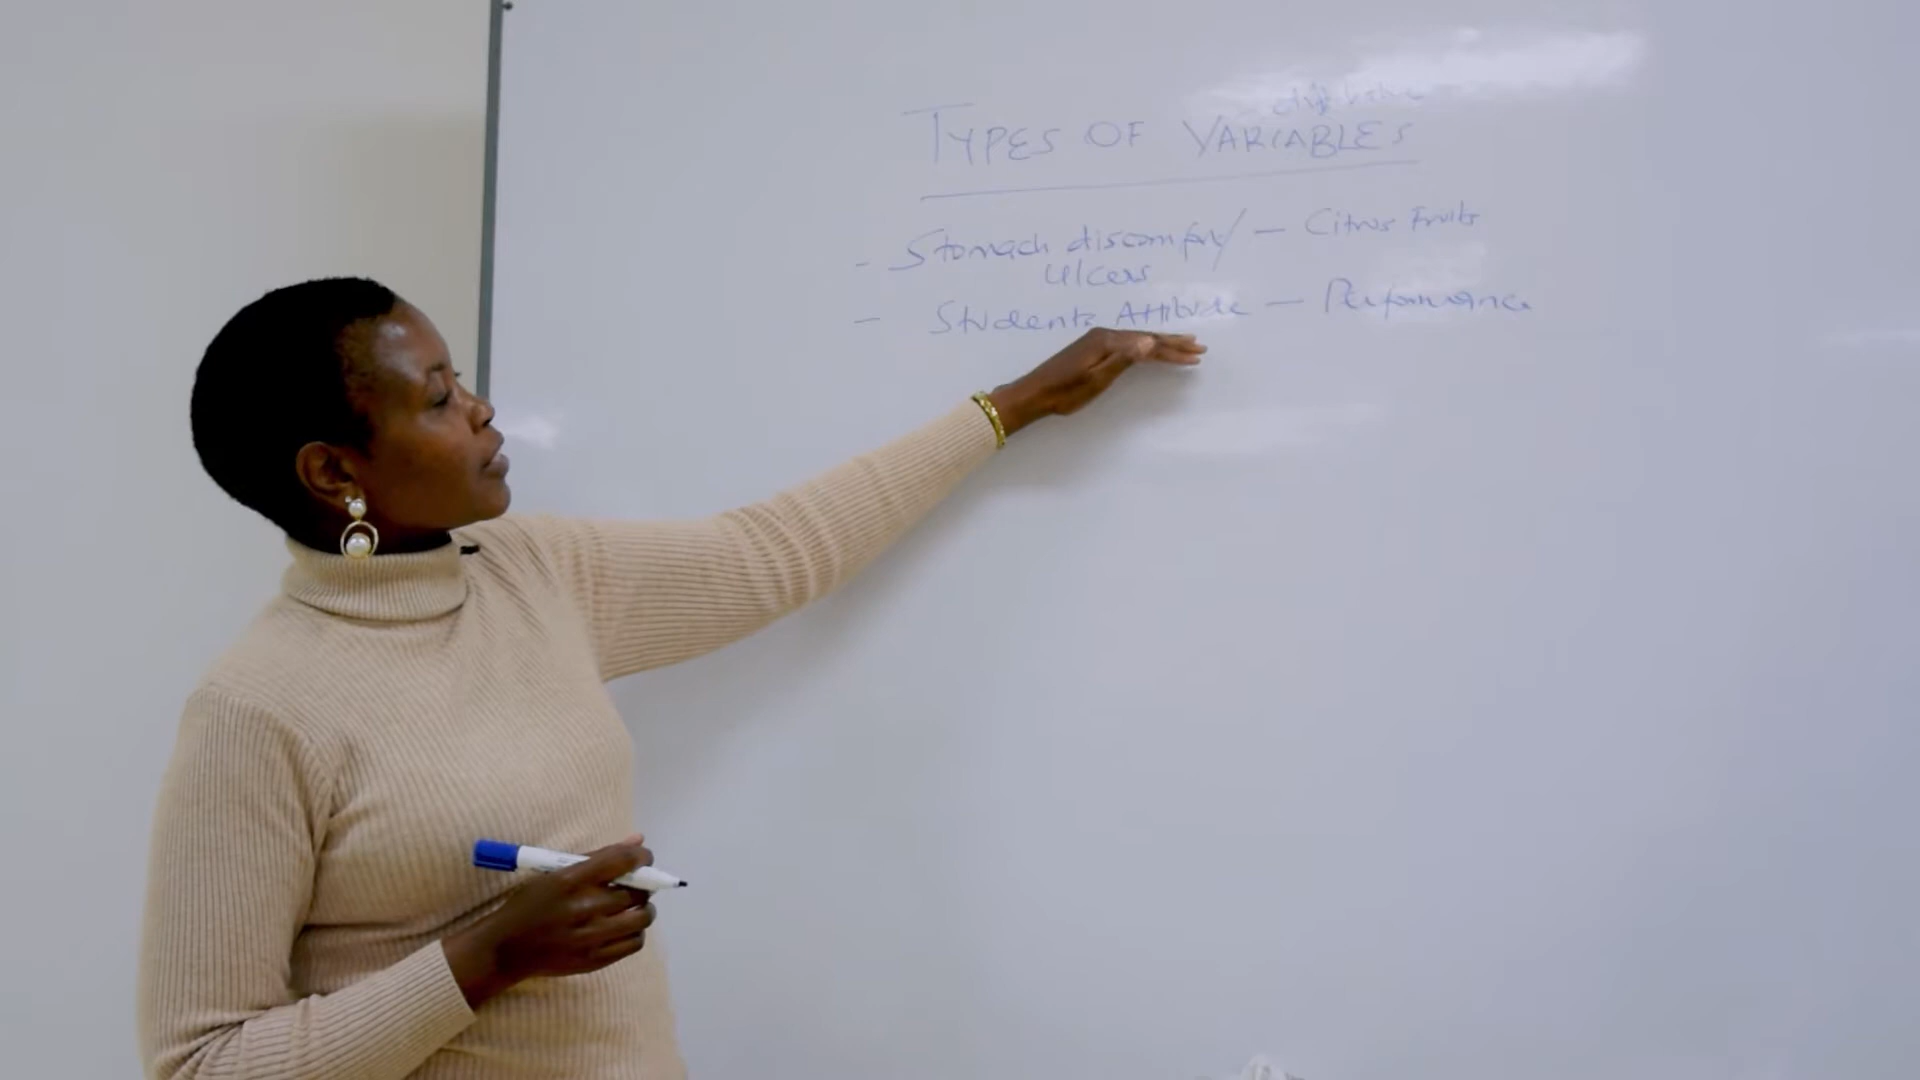 TYPES OF VARIABLES
- Stomach discomfort/ — Citrus Fruits
Ulcers
- Students Attitude — Performance